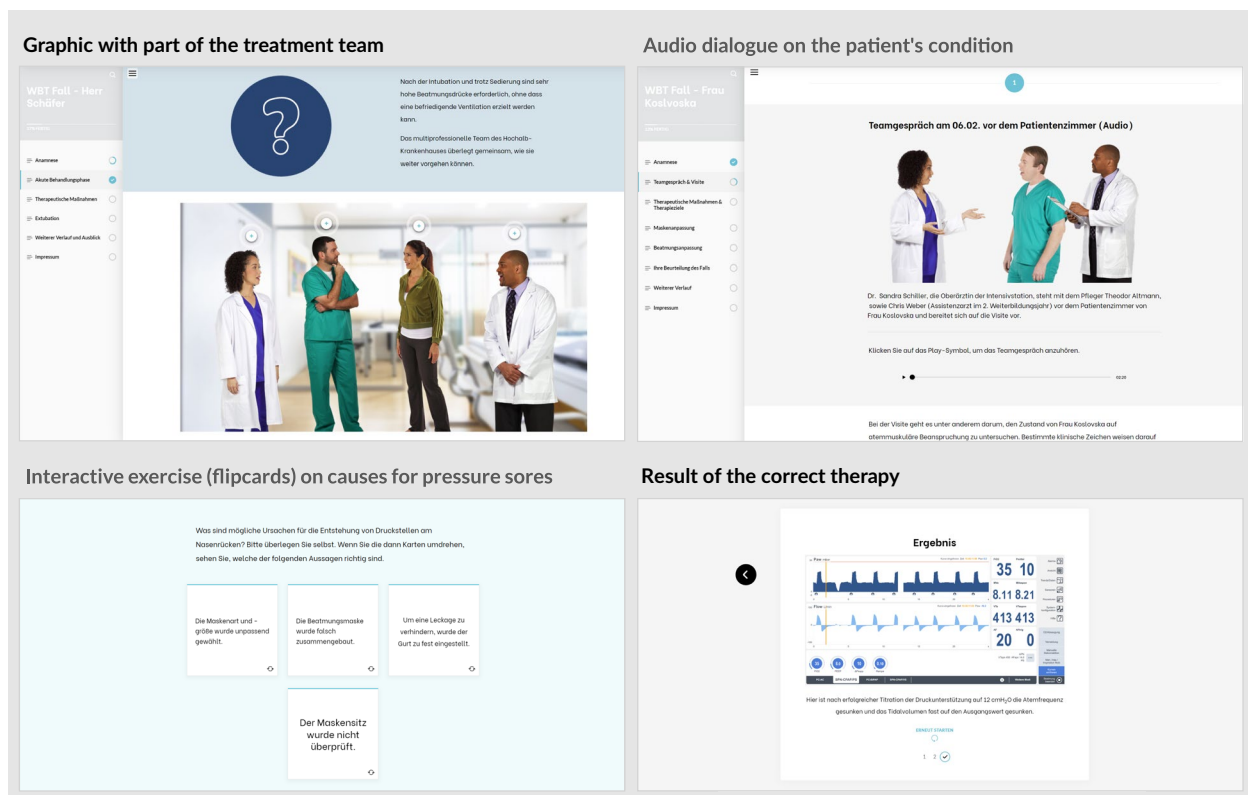 Graphic with part of the treatment team
WBT Fall - Herr
Schäfer
Anamnese
Akute Behandlungsphase
Therapeutische Maßnahmen
Extubation
Weiterer Verlauf und Ausblick
Impressum
Nach der Intubation und trotz Sedierung sind sehr
hohe Beatmungsdrücke erforderlich, ohne dass
eine befriedigende Ventilation erzielt werden
kann.
Das multiprofessionelle Team des Hochalb-
Krankenhauses überlegt gemeinsam, wie sie
weiter vorgehen können.
Audio dialogue on the patient's condition
WBT Fall - Frau
Koslvoska
Anamnese
Teamgespräch & Visite
Therapeutische Maßnahmen &
Therapieziele
Maskenanpassung
Beatmungsanpassung
Ihre Beurteilung des Falls
Weiterer Verlauf
Impressum
1
Teamgespräch am 06.02. vor dem Patientenzimmer (Audio)
Dr. Sandra Schiller, die Oberärztin der Intensivstation, steht mit dem Pfleger Theodor Altmann,
sowie Chris Weber (Assistenzarzt im 2. Weiterbildungsjahr) vor dem Patientenzimmer von
Frau Koslovska und bereitet sich auf die Visite vor.
Klicken Sie auf das Play-Symbol, um das Teamgespräch anzuhören.
02:29
Bei der Visite geht es unter anderem darum, den Zustand von Frau Koslovska auf
atemmuskuläre Beanspruchung zu untersuchen. Bestimmte klinische Zeichen weisen darauf
Interactive exercise (flipcards) on causes for pressure sores
Was sind mögliche Ursachen für die Entstehung von Druckstellen am
Nasenrücken? Bitte überlegen Sie selbst. Wenn Sie die dann Karten umdrehen,
sehen Sie, welche der folgenden Aussagen richtig sind.
Die Maskenart und -
größe wurde unpassend
gewählt.
Die Beatmungsmaske
wurde falsch
zusammengebaut.
Um eine Leckage zu
verhindern, wurde der
Gurt zu fest eingestellt.
Der Maskensitz
wurde nicht
überprüft.
Result of the correct therapy
Ergebnis
Paw
35 10
8.11 8.21
Flow
413 413
20 0
Hier ist nach erfolgreicher Titration der Druckunterstützung auf 12 cmH₂O die Atemfrequenz
gesunken und das Tidalvolumen fast auf den Ausgangswert gesunken.
ERNEUT STARTEN
1 2